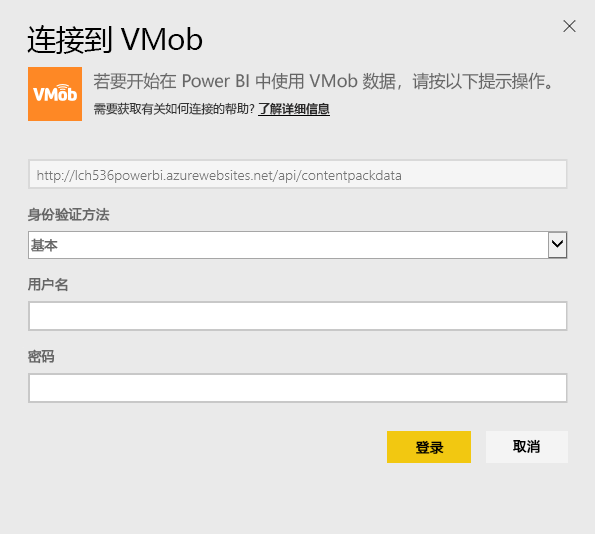 连接到 VMob
VMob
若要开始在 Power BI 中使用 VMob 数据，请按以下提示操作。
需要获取有关如何连接的帮助? 了解详细信息
http://lch536powerbi.azurewebsites.net/api/contentpackdata
身份验证方法
基本
用户名
密码
登录
取消